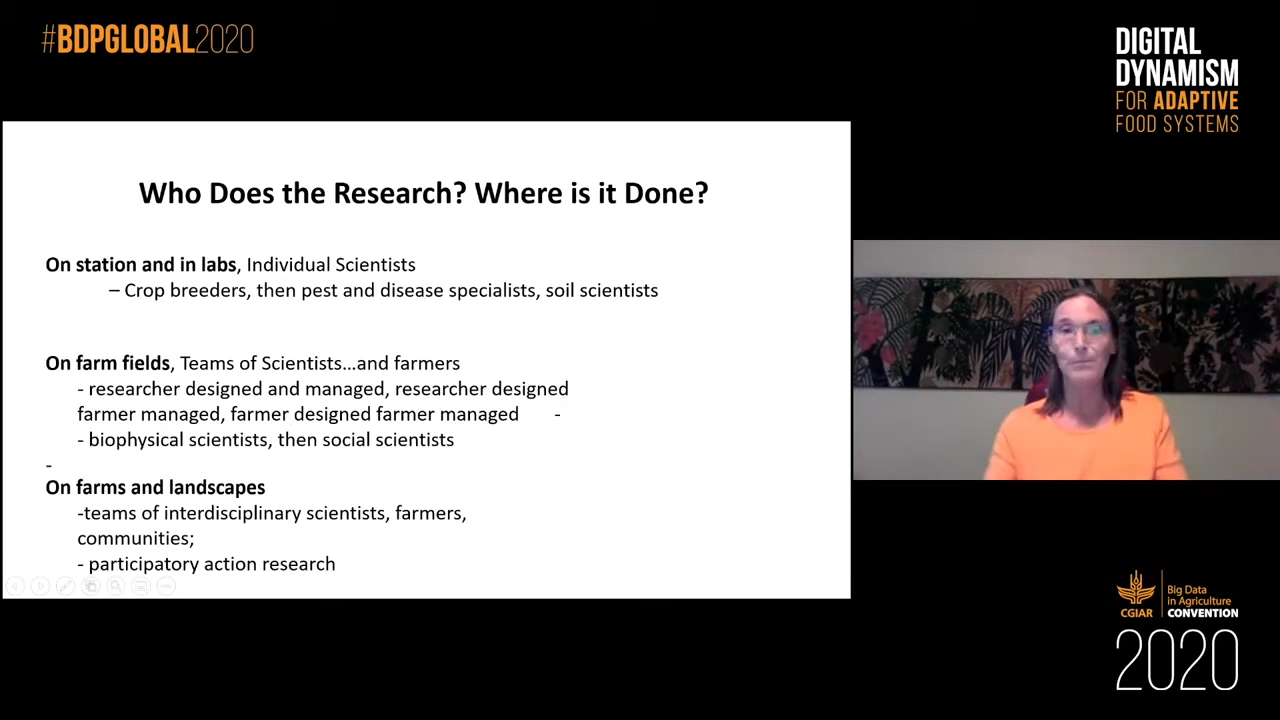 #BDPGLOBAL2020
DIGITAL
DYNAMISM
FOR ADAPTIVE
FOOD SYSTEMS
Who Does the Research? Where is it Done?
On station and in labs, Individual Scientists
– Crop breeders, then pest and disease specialists, soil scientists
On farm fields, Teams of Scientists...and farmers
- researcher designed and managed, researcher designed
farmer managed, farmer designed farmer managed -
- biophysical scientists, then social scientists
-
On farms and landscapes
-teams of interdisciplinary scientists, farmers,
communities;
- participatory action research
CGIAR
Big Data
in Agriculture
CONVENTION
2020